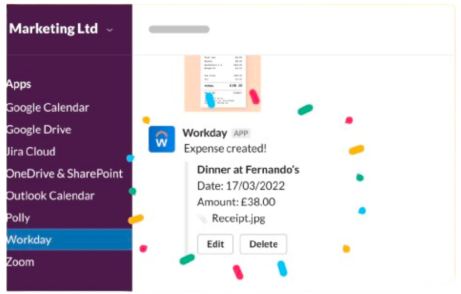 Marketing Ltd
Apps
Google Calendar
Google Drive
Jira Cloud
OneDrive & SharePoint
Outlook Calendar
Polly
Workday
Zoom
Workday APP
Expense created!
Dinner at Fernando's
Date: 17/03/2022
Amount: £38.00
Receipt.jpg
Edit Delete